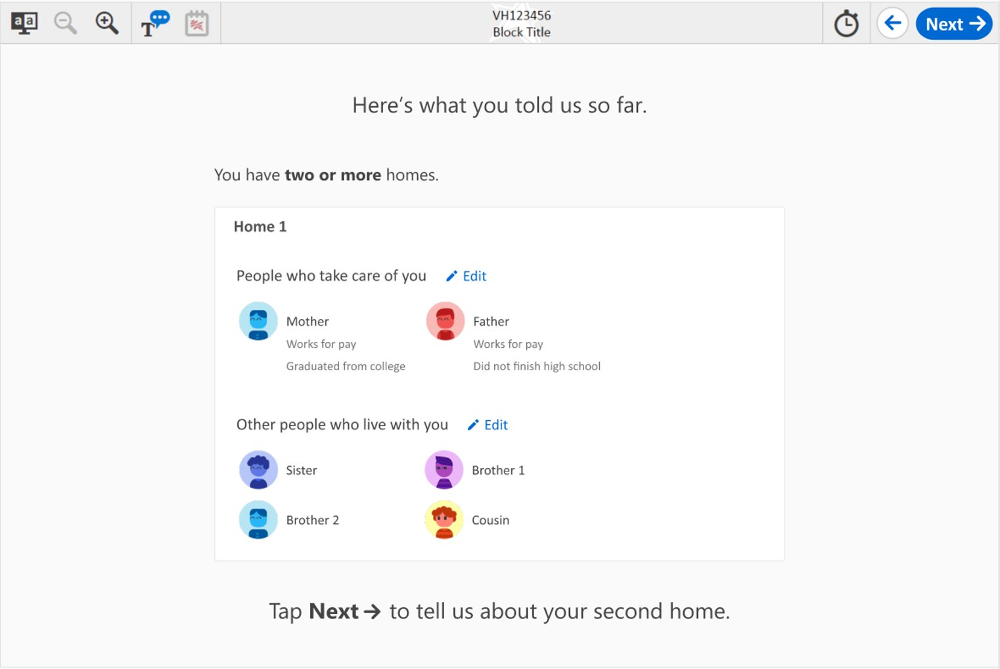 aa
T
VH123456
Block Title
Next →
Here’s what you told us so far.
You have two or more homes.
Home 1
People who take care of you Edit
Mother Father
Works for pay Works for pay
Graduated from college Did not finish high school
Other people who live with you Edit
Sister Brother 1
Brother 2 Cousin
Tap Next → to tell us about your second home.